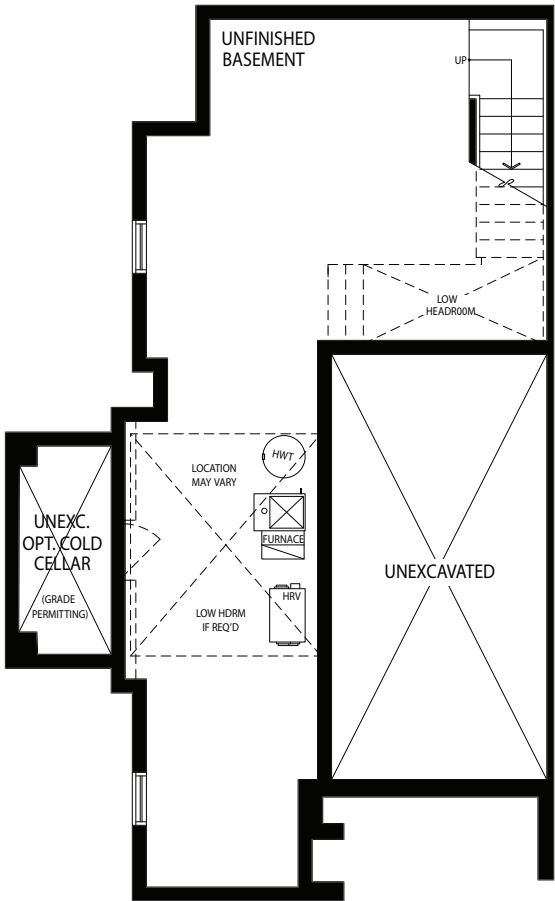 UNFINISHED
BASEMENT
UP
LOW
HEADR00M
HWT
LOCATION
MAY VARY
FURNACE
UNEXC.
OPT. COLD
CELLAR
(GRADE
PERMITTING)
UNEXCAVATED
HRV
LOW HDRM
IF REQ'D